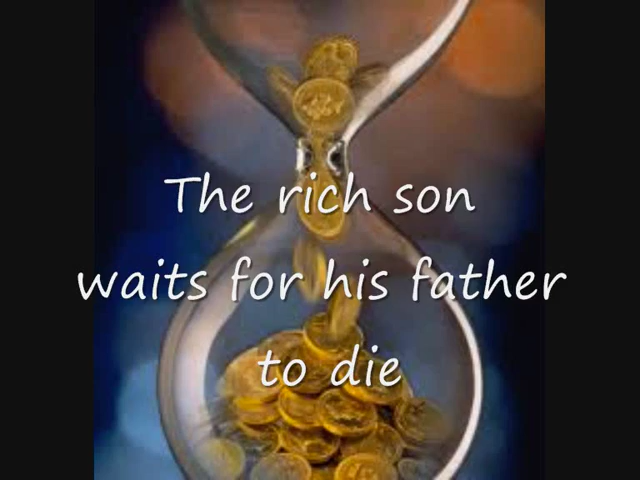 The rich son
waits for his father
to die